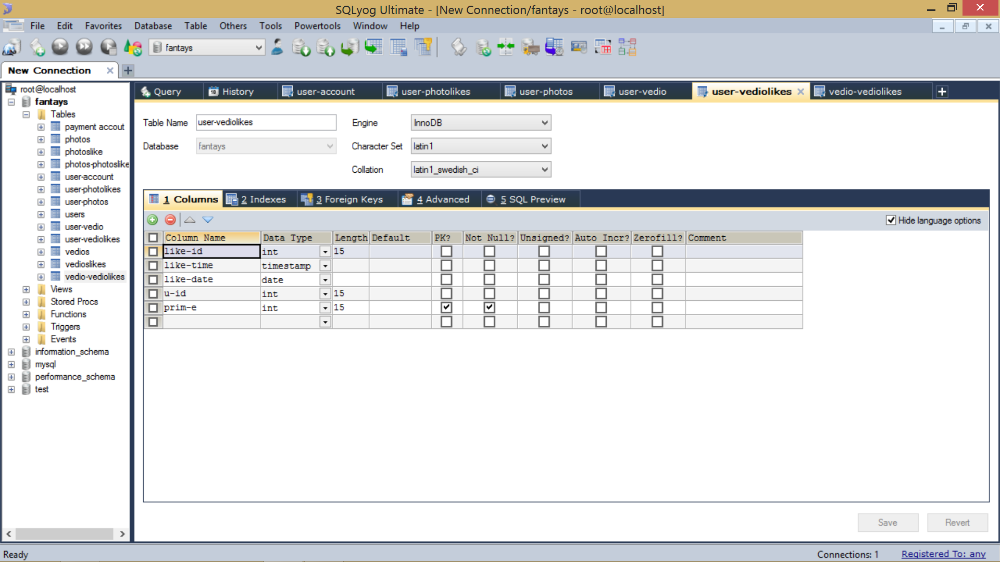 SQLyog Ultimate - [New Connection/fantays - root@localhost]
File Edit Favorites Database Table Others Tools Powertools Window Help
fantays
New Connection
root@localhost
fantays
Tables
payment accout
photos
photoslike
photos-photoslike
user-account
user-photolikes
user-photos
users
user-vedio
user-vediolikes
vedios
vedioslikes
vedio-vediolikes
Views
Stored Procs
Functions
Triggers
Events
information_schema
mysql
performance_schema
test
Query 18 History user-account user-photolikes user-photos user-vedio user-vediolikes vedio-vediolikes
Table Name user-vediolikes Engine InnoDB
Database fantays Character Set latin1
Collation latin1_swedish_ci
1 Columns 2 Indexes 3 Foreign Keys 4 Advanced 5 SQL Preview
Hide language options
Column Name Data Type Length Default PK? Not Null? Unsigned? Auto Incr? Zerofill? Comment
like-id int 15
like-time timestamp
like-date date
u-id int 15
prim-e int 15
Save Revert
Ready Connections: 1 Registered To: any